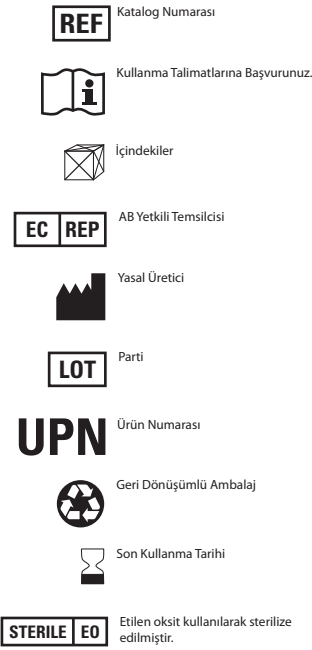 REF Katalog Numarası
i Kullanma Talimatlarına Başvurunuz.
İçindekiler
EC REP AB Yetkili Temsilcisi
Yasal Üretici
LOT Parti
UPN Ürün Numarası
Geri Dönüşümlü Ambalaj
Son Kullanma Tarihi
STERILE EO Etilen oksit kullanılarak sterilize
edilmiştir.